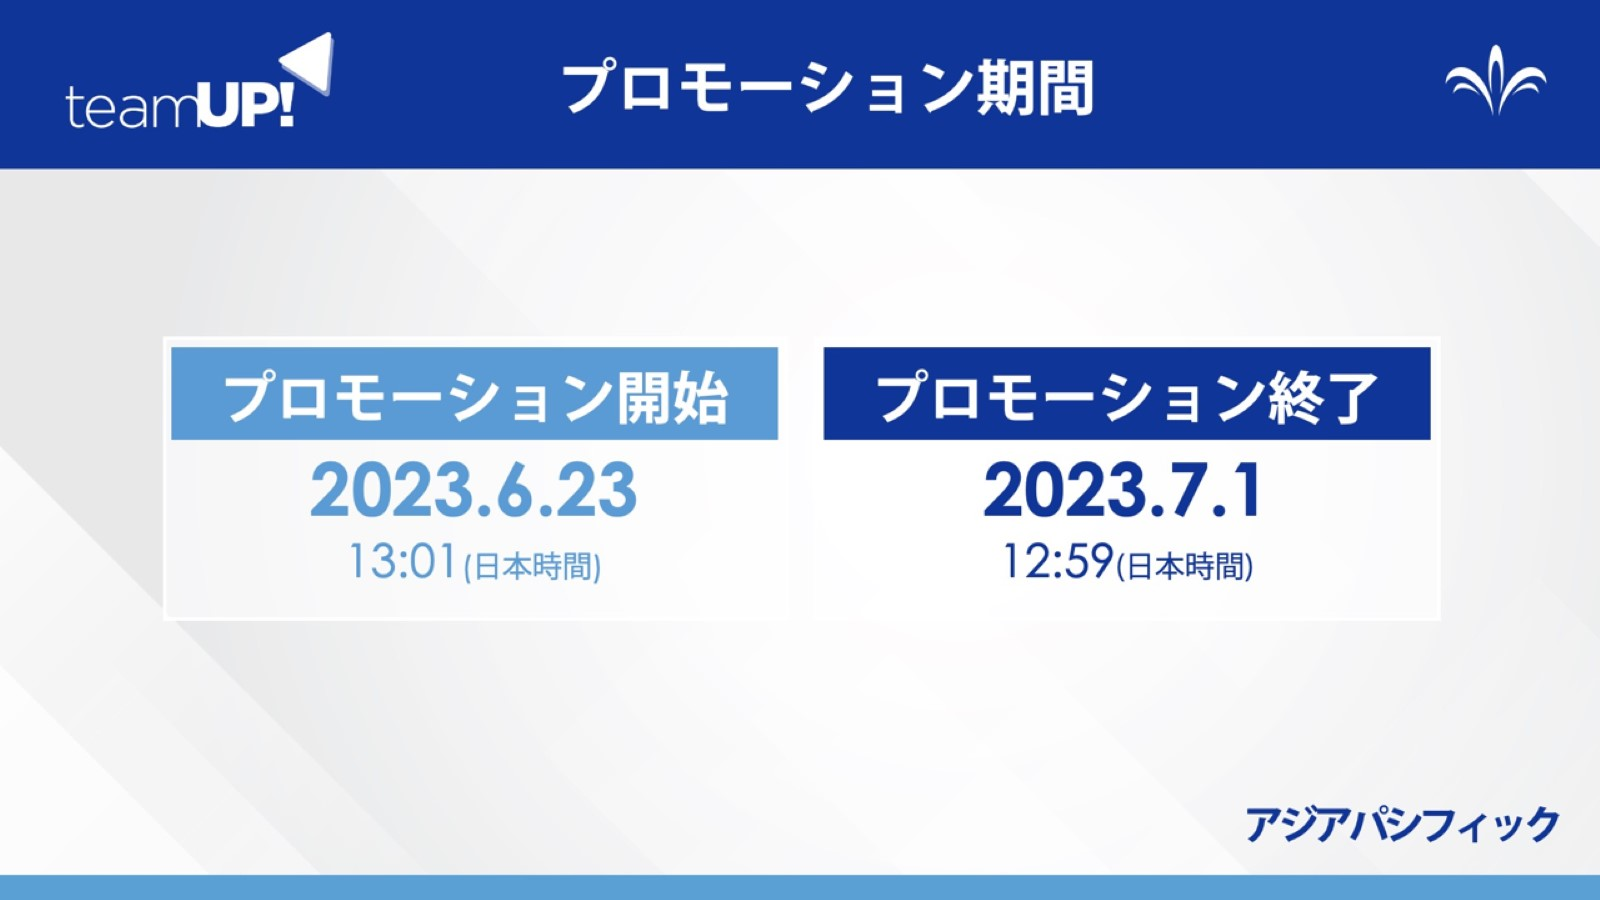 teamUP!
プロモーション期間
プロモーション開始
2023.6.23
13:01(日本時間)
プロモーション終了
2023.7.1
12:59(日本時間)
アジアパシフィック